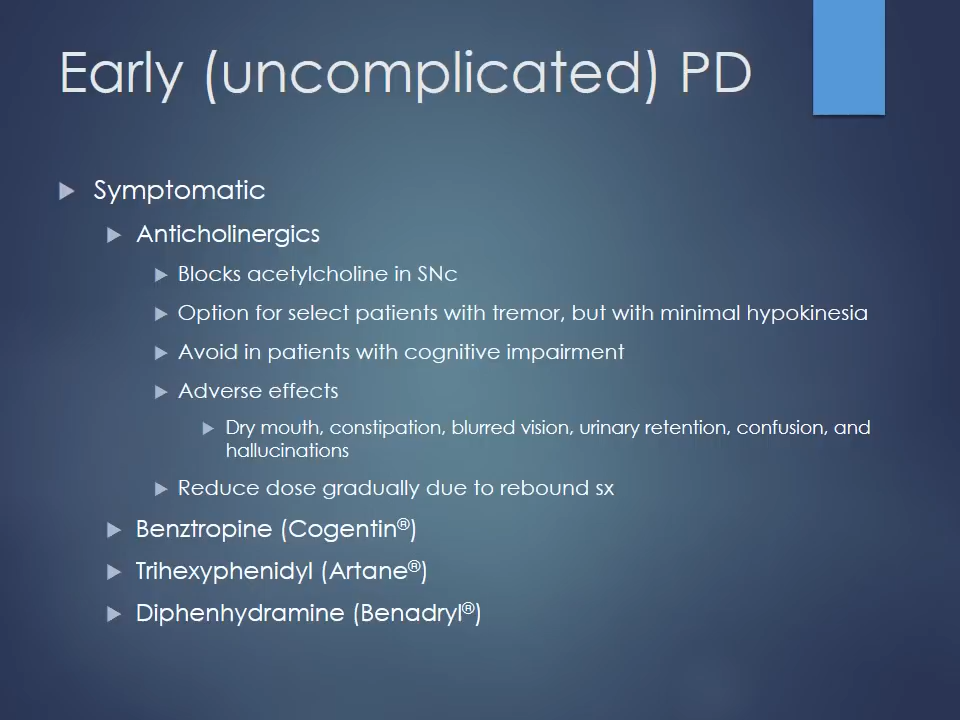 Early (uncomplicated) PD
Symptomatic
Anticholinergics
Blocks acetylcholine in SNc
Option for select patients with tremor, but with minimal hypokinesia
Avoid in patients with cognitive impairment
Adverse effects
Dry mouth, constipation, blurred vision, urinary retention, confusion, and
hallucinations
Reduce dose gradually due to rebound sx
Benztropine (Cogentin®)
Trihexyphenidyl (Artane®)
Diphenhydramine (Benadryl®)